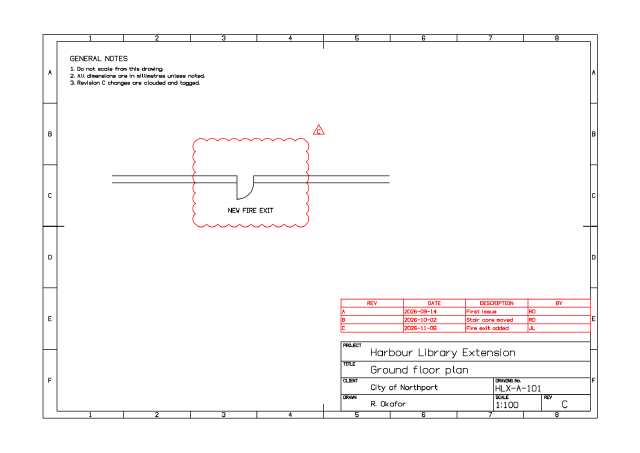 1 2 3 4 5 6 7 8
GENERAL NOTES
1. Do not scale from this drawing.
2. All dimensions are in millimetres unless noted.
3. Revision C changes are clouded and tagged.
A A
B B
C
C C
NEW FIRE EXIT
D D
REV DATE DESCRIPTION BY
A 2026-09-14 First issue RO
B 2026-10-02 Stair core moved RO
C 2026-11-06 Fire exit added JL
E E
PROJECT
Harbour Library Extension
TITLE
Ground floor plan
CLIENT
City of Northport
DRAWING No.
HLX-A-101
F F
DRAWN
R. Okafor
SCALE
1:100
REV
C
1 2 3 4 5 6 7 8